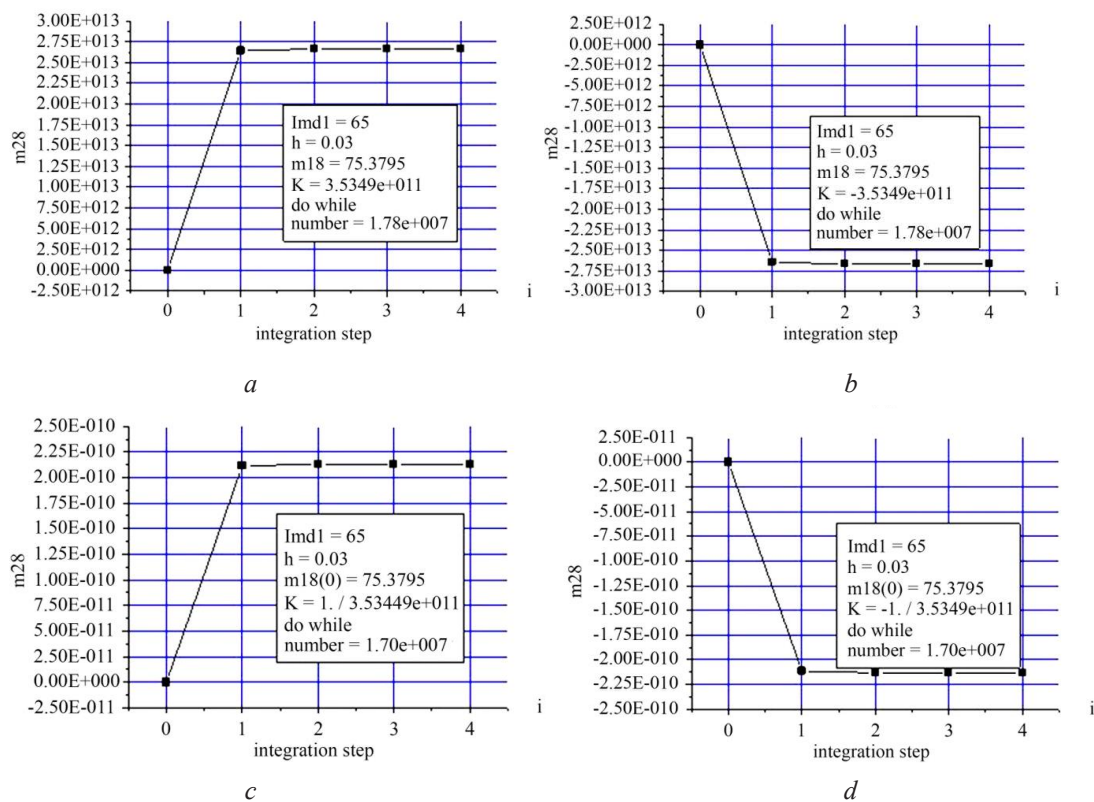 3.00E+013
2.75E+013
2.50E+013
2.25E+013
2.00E+013
1.75E+013
1.50E+013
1.25E+013
1.00E+013
7.50E+012
5.00E+012
2.50E+012
0.00E+000
-2.50E+012
m28
Imd1 = 65
h = 0.03
m18 = 75.3795
K = 3.5349e+011
do while
number = 1.78e+007
0 1 2 3 4
i
integration step
a
2.50E+012
0.00E+000
-2.50E+012
-5.00E+012
-7.50E+012
-1.00E+013
-1.25E+013
-1.50E+013
-1.75E+013
-2.00E+013
-2.25E+013
-2.50E+013
-2.75E+013
-3.00E+013
m28
Imd1 = 65
h = 0.03
m18 = 75.3795
K = -3.5349e+011
do while
number = 1.78e+007
0 1 2 3 4
i
integration step
b
2.50E-010
2.25E-010
2.00E-010
1.75E-010
1.50E-010
1.25E-010
1.00E-010
7.50E-011
5.00E-011
2.50E-011
0.00E+000
-2.50E-011
m28
Imd1 = 65
h = 0.03
m18(0) = 75.3795
K = 1. / 3.53449e+011
do while
number = 1.70e+007
0 1 2 3 4
i
integration step
c
2.50E-011
0.00E+000
-2.50E-011
-5.00E-011
-7.50E-011
-1.00E-010
-1.25E-010
-1.50E-010
-1.75E-010
-2.00E-010
-2.25E-010
-2.50E-010
m28
Imd1 = 65
h = 0.03
m18(0) = 75.3795
K = -1. / 3.5349e+011
do while
number = 1.70e+007
0 1 2 3 4
i
integration step
d